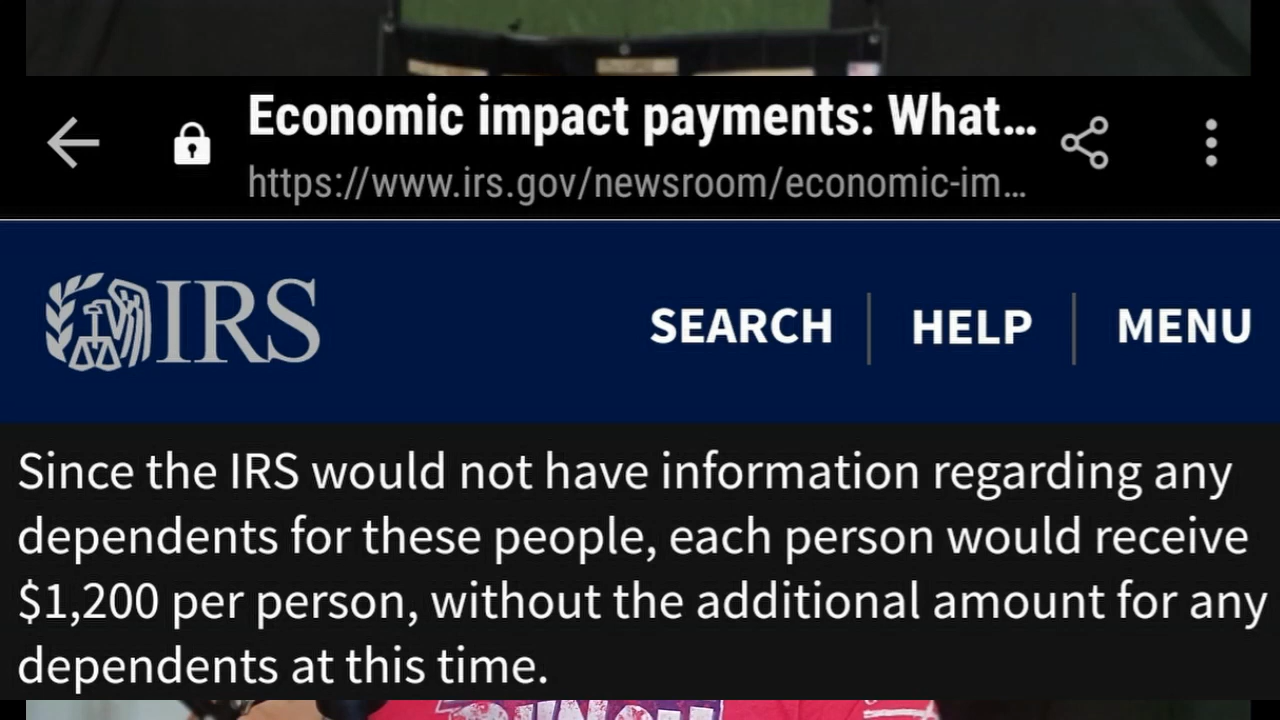 Economic impact payments: What...
https://www.irs.gov/newsroom/economic-im...
IRS
SEARCH
HELP
MENU
Since the IRS would not have information regarding any
dependents for these people, each person would receive
$1,200 per person, without the additional amount for any
dependents at this time.